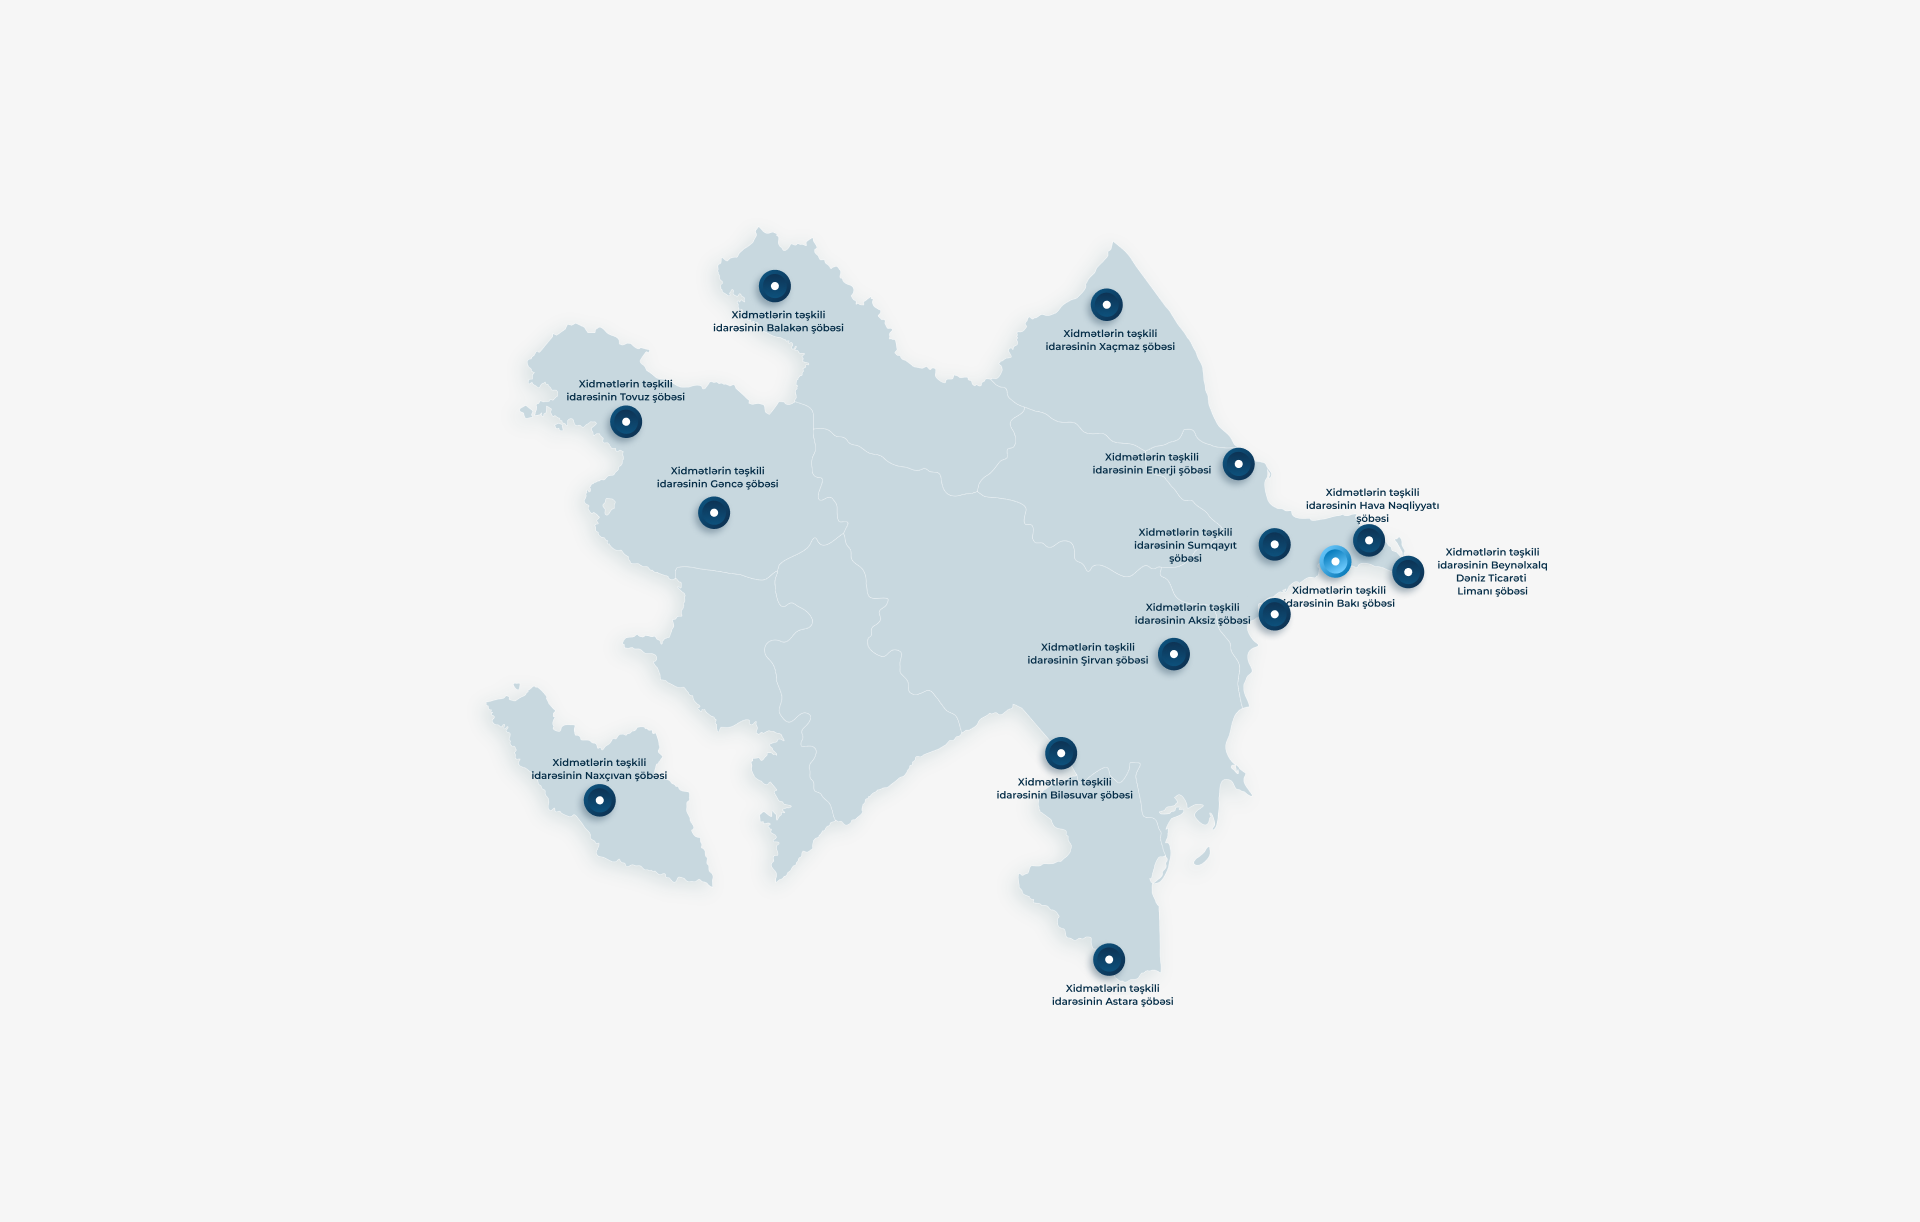 Xidmətlərin təşkili
idarəsinin Balakən şöbəsi
Xidmətlərin təşkili
idarəsinin Xaçmaz şöbəsi
Xidmətlərin təşkili
idarəsinin Tovuz şöbəsi
Xidmətlərin təşkili
idarəsinin Gəncə şöbəsi
Xidmətlərin təşkili
idarəsinin Enerji şöbəsi
Xidmətlərin təşkili
idarəsinin Hava Nəqliyyatı
şöbəsi
Xidmətlərin təşkili
idarəsinin Sumqayıt
şöbəsi
Xidmətlərin təşkili
idarəsinin Beynəlxalq
Dəniz Ticarəti
Limanı şöbəsi
Xidmətlərin təşkili
idarəsinin Bakı şöbəsi
Xidmətlərin təşkili
idarəsinin Aksiz şöbəsi
Xidmətlərin təşkili
idarəsinin Şirvan şöbəsi
Xidmətlərin təşkili
idarəsinin Naxçıvan şöbəsi
Xidmətlərin təşkili
idarəsinin Biləsuvar şöbəsi
Xidmətlərin təşkili
idarəsinin Astara şöbəsi